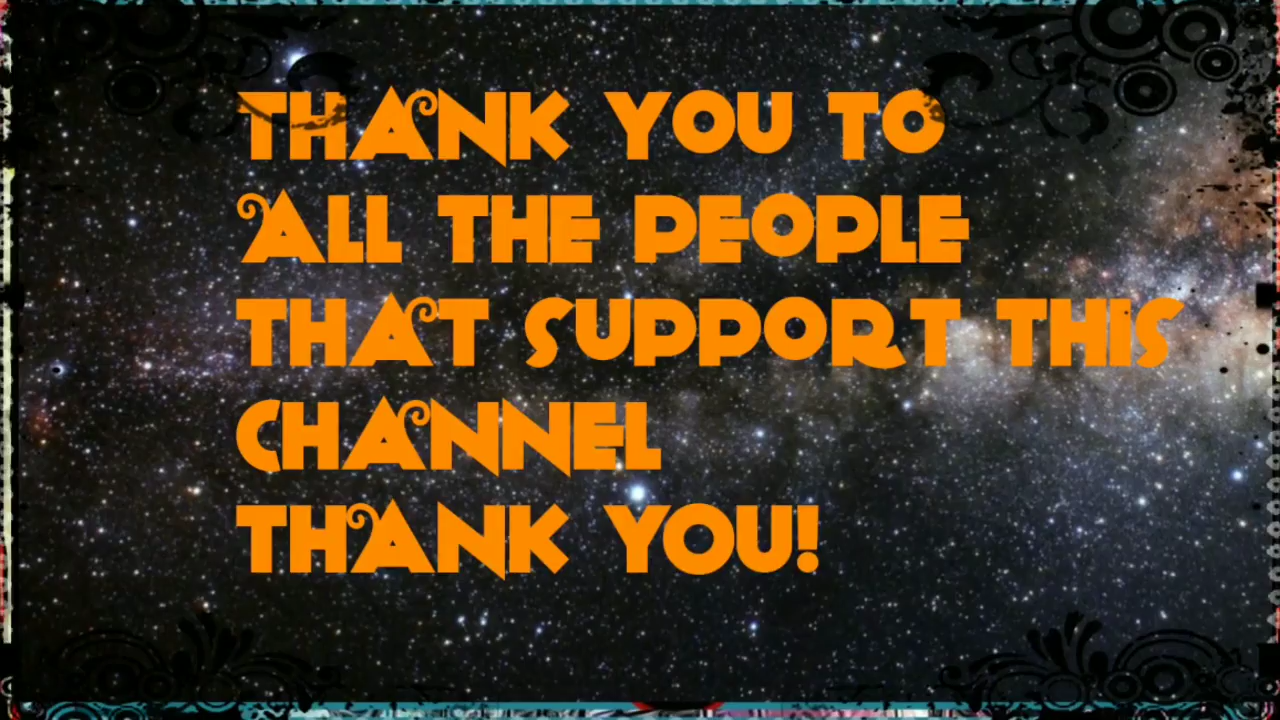 THANK YOU TO
ALL THE PEOPLE
THAT SUPPORT THIS
CHANNEL
THANK YOU!